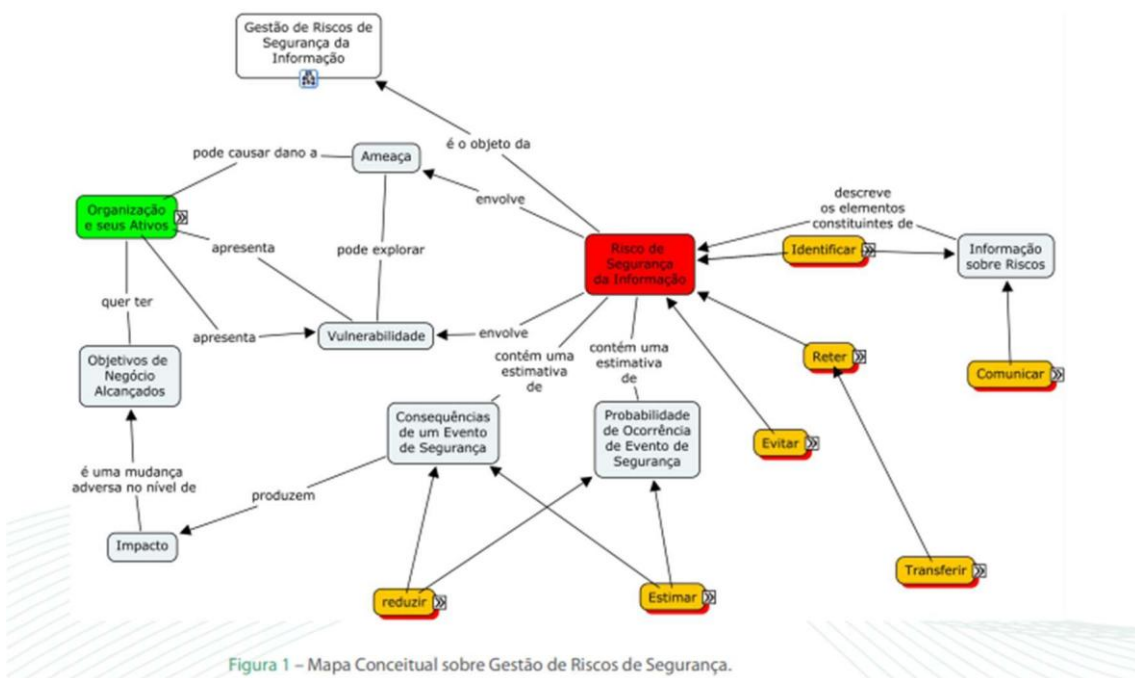 Gestão de Riscos de
Segurança da
Informação
é o objeto da
pode causar dano a
Ameaça
envolve
descreve
os elementos
constituintes de
Organização
e seus Ativos
apresenta
pode explorar
Risco de
Segurança
da Informação
Identificar
Informação
sobre Riscos
quer ter
apresenta
Vulnerabilidade
envolve
contém uma
estimativa
de
contém uma
estimativa
de
Reter
Comunicar
Objetivos de
Negócio
Alcançados
Consequências
de um Evento
de Segurança
Probabilidade
de Ocorrência
de Evento de
Segurança
Evitar
é uma mudança
adversa no nível de
produzem
Impacto
Transferir
reduzir
Estimar
Figura 1 – Mapa Conceitual sobre Gestão de Riscos de Segurança.